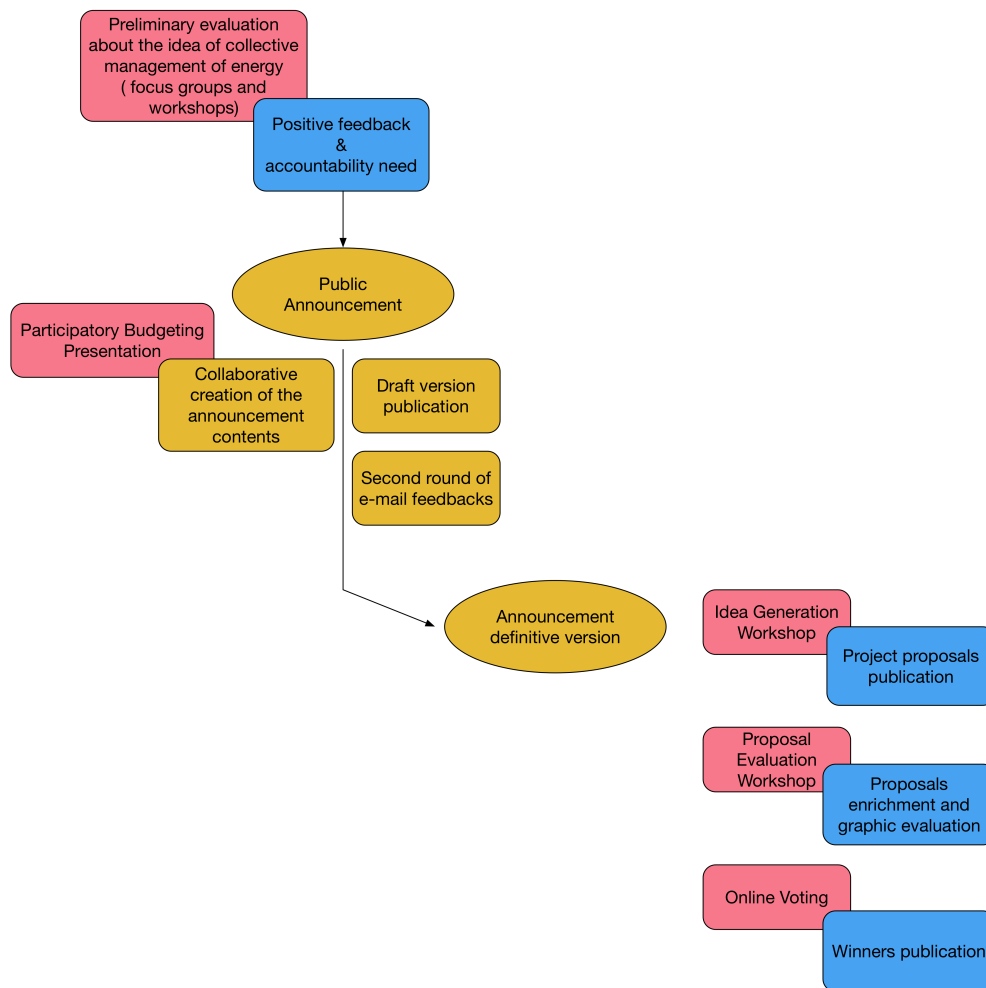 Preliminary evaluation
about the idea of collective
management of energy
( focus groups and
workshops)
Positive feedback
&
accountability need
Public
Announcement
Participatory Budgeting
Presentation
Collaborative
creation of the
announcement
contents
Draft version
publication
Second round of
e-mail feedbacks
Announcement
definitive version
Idea Generation
Workshop
Project proposals
publication
Proposal
Evaluation
Workshop
Proposals
enrichment and
graphic evaluation
Online Voting
Winners publication